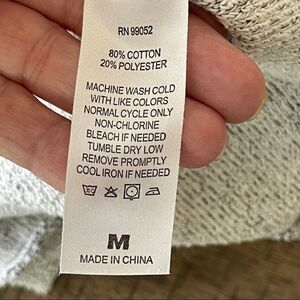 RN 99052
80% COTTON
20% POLYESTER
MACHINE WASH COLD
WITH LIKE COLORS
NORMAL CYCLE ONLY
NON-CHLORINE
BLEACH IF NEEDED
TUMBLE DRY LOW
REMOVE PROMPTLY
COOL IRON IF NEEDED
M
MADE IN CHINA